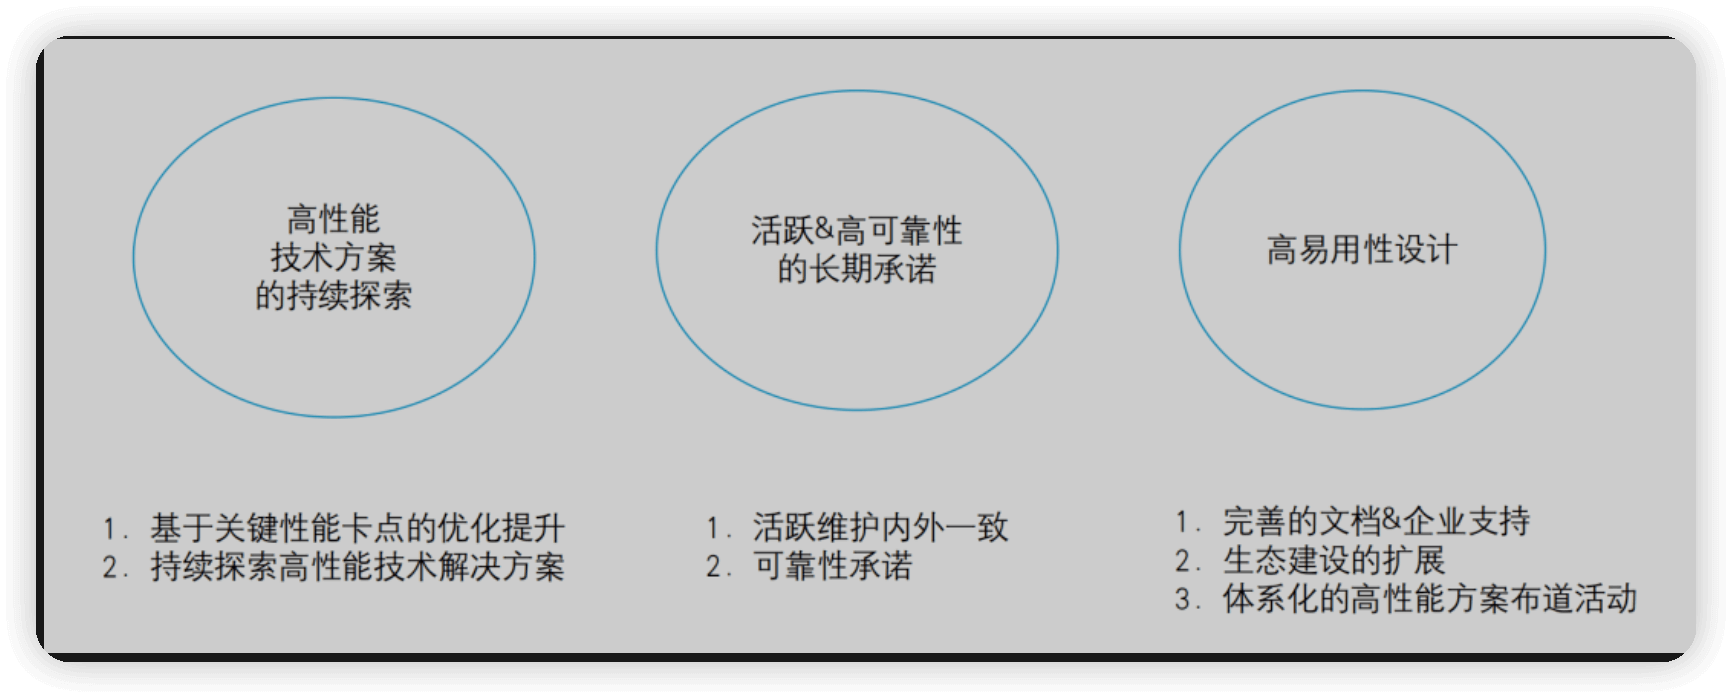 高性能
技术方案
的持续探索
活跃&高可靠性
的长期承诺
高易用性设计
1. 基于关键性能卡点的优化提升
2. 持续探索高性能技术解决方案
1. 活跃维护内外一致
2. 可靠性承诺
1. 完善的文档&企业支持
2. 生态建设的扩展
3. 体系化的高性能方案布道活动